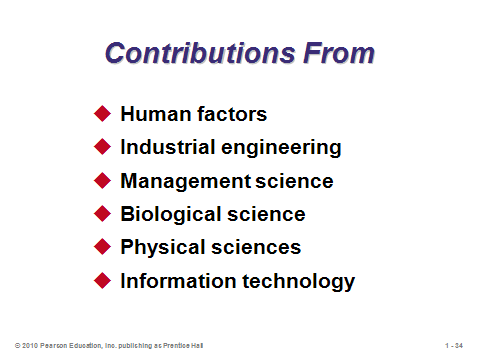 Contributions From
Human factors
Industrial engineering
Management science
Biological science
Physical sciences
Information technology
© 2010 Pearson Education, Inc. publishing as Prentice Hall
1 - 34